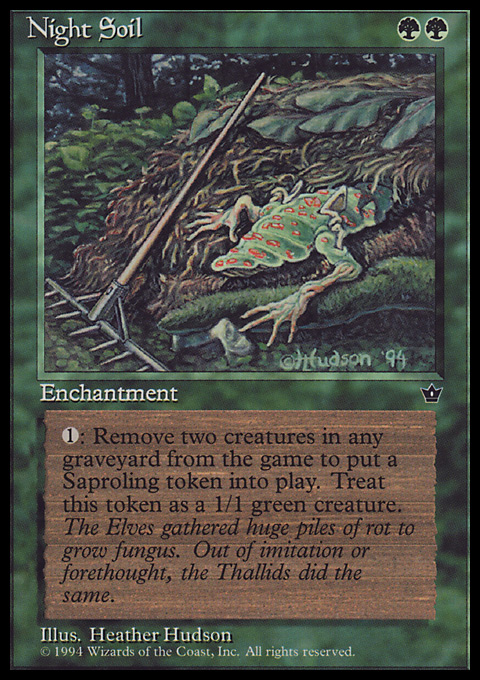 Night Soil
Enchantment
1: Remove two creatures in any
graveyard from the game to put a
Saproling token into play. Treat
this token as a 1/1 green creature.
The Elves gathered huge piles of rot to
grow fungus. Out of imitation or
forethought, the Thallids did the
same.
©HHudson '94
Illus. Heather Hudson
© 1994 Wizards of the Coast, Inc. All rights reserved.